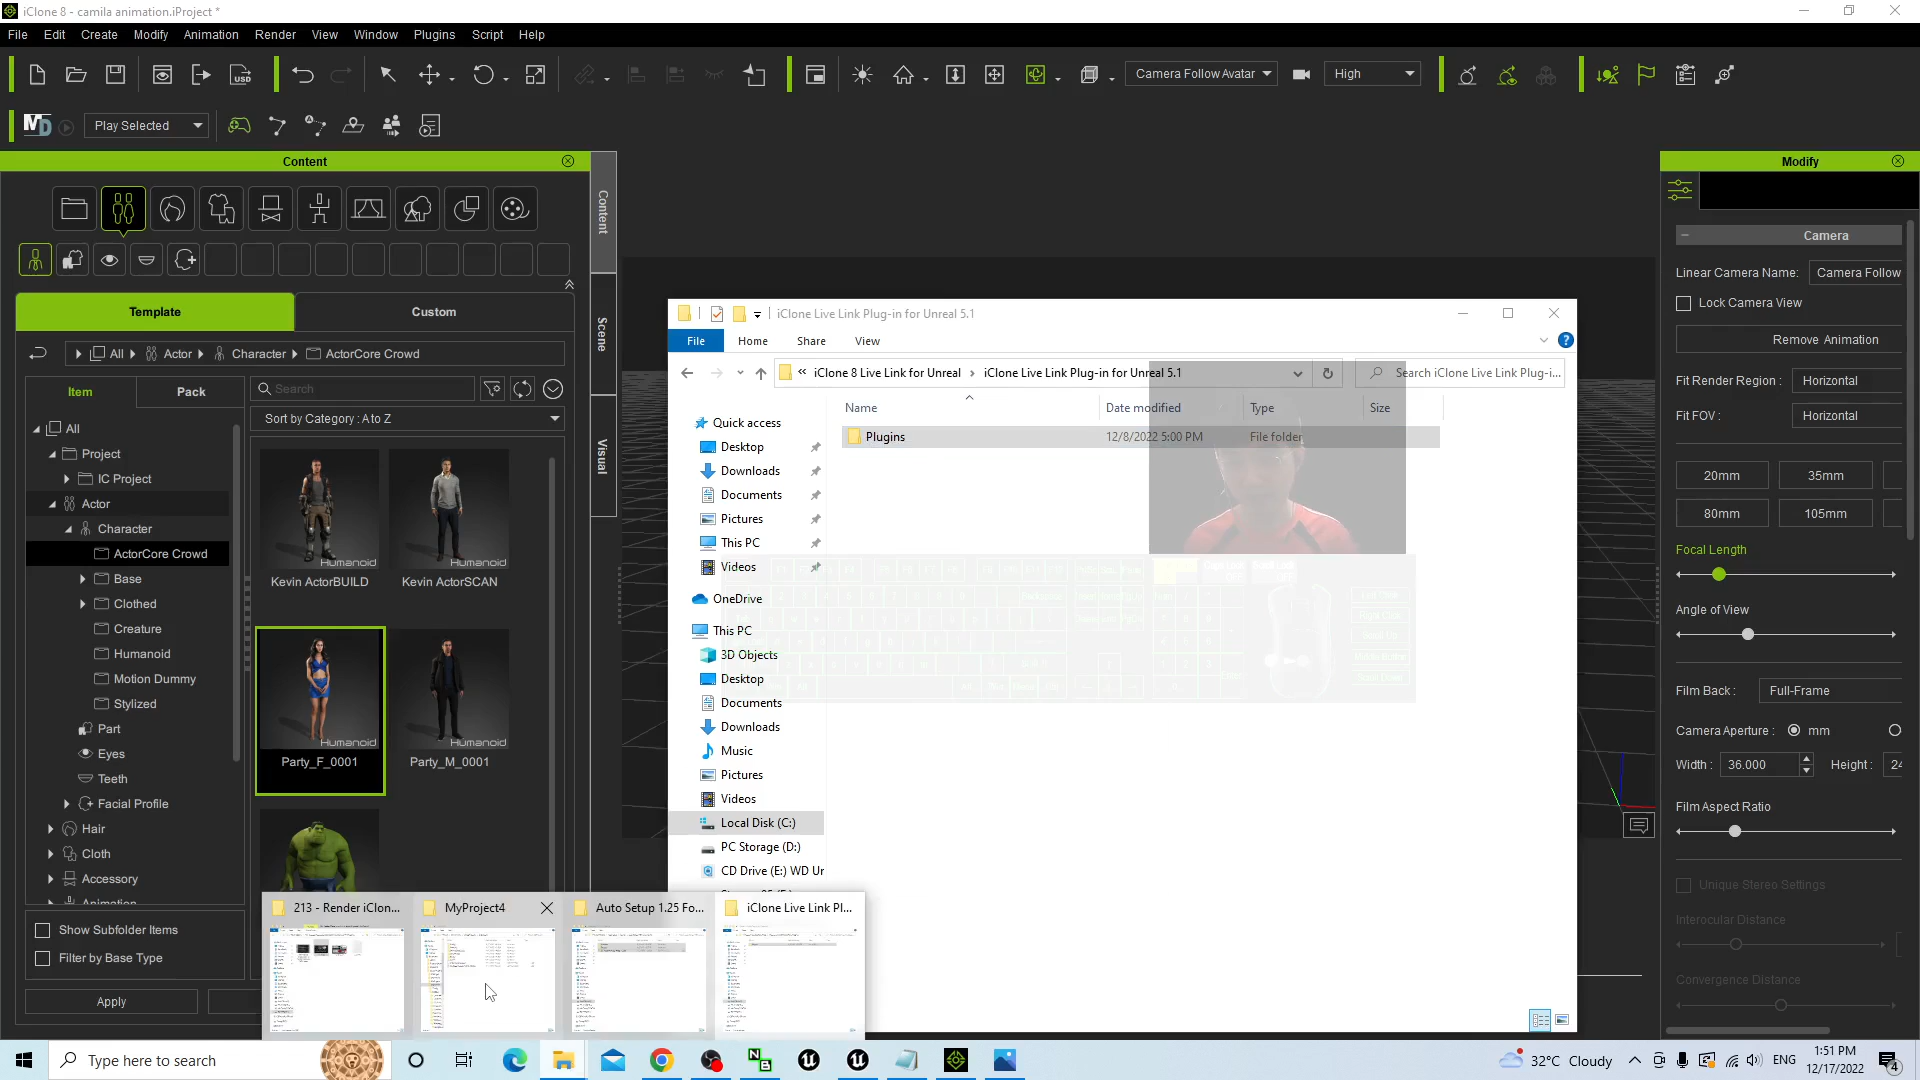 iClone 8 - camila animation.iProject *
File Edit Create Modify Animation Render View Window Plugins Script Help
USD
Camera Follow Avatar
High
MD
Play Selected
Content
Modify
Content
Scene
Visual
Template
Custom
All
Actor
Character
ActorCore Crowd
Item
Pack
Search
Sort by Category : A to Z
All
Project
IC Project
Actor
Character
ActorCore Crowd
Base
Clothed
Creature
Humanoid
Motion Dummy
Stylized
Part
Eyes
Teeth
Facial Profile
Hair
Cloth
Accessory
Humanoid
Kevin ActorBUILD
Humanoid
Kevin ActorSCAN
Humanoid
Party_F_0001
Humanoid
Party_M_0001
Show Subfolder Items
Filter by Base Type
Apply
iClone Live Link Plug-in for Unreal 5.1
File Home Share View
« iClone 8 Live Link for Unreal › iClone Live Link Plug-in for Unreal 5.1
Search iClone Live Link Plug-i...
Name Date modified Type Size
Plugins 12/8/2022 5:00 PM File folder
Quick access
Desktop
Downloads
Documents
Pictures
This PC
Videos
OneDrive
This PC
3D Objects
Desktop
Documents
Downloads
Music
Pictures
Videos
Local Disk (C:)
PC Storage (D:)
CD Drive (E:) WD Ur
213 - Render iClon...
MyProject4
Auto Setup 1.25 Fo...
iClone Live Link Pl...
Camera
Linear Camera Name: Camera Follow
Lock Camera View
Remove Animation
Fit Render Region : Horizontal
Fit FOV : Horizontal
20mm 35mm
80mm 105mm
Focal Length
Angle of View
Film Back : Full-Frame
Camera Aperture : mm
Width : 36.000 Height : 24
Film Aspect Ratio
Unique Stereo Settings
Interocular Distance
Convergence Distance
Type here to search
32°C Cloudy
ENG
1:51 PM
12/17/2022
4